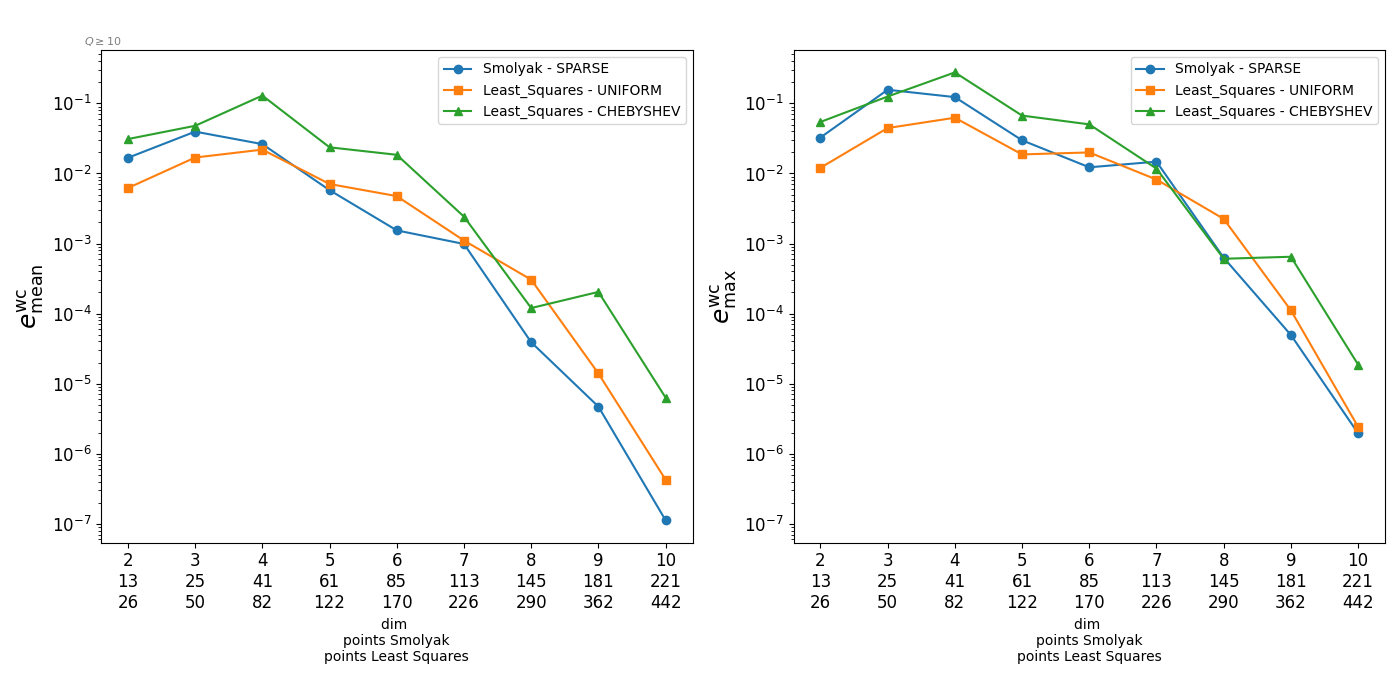 Q ≥ 10
Smolyak - SPARSE
Least_Squares - UNIFORM
Least_Squares - CHEBYSHEV
10⁻¹
10⁻²
10⁻³
10⁻⁴
10⁻⁵
10⁻⁶
10⁻⁷
e^wc_mean
2 3 4 5 6 7 8 9 10
13 25 41 61 85 113 145 181 221
26 50 82 122 170 226 290 362 442
dim
points Smolyak
points Least Squares
Smolyak - SPARSE
Least_Squares - UNIFORM
Least_Squares - CHEBYSHEV
10⁻¹
10⁻²
10⁻³
10⁻⁴
10⁻⁵
10⁻⁶
10⁻⁷
e^wc_max
2 3 4 5 6 7 8 9 10
13 25 41 61 85 113 145 181 221
26 50 82 122 170 226 290 362 442
dim
points Smolyak
points Least Squares